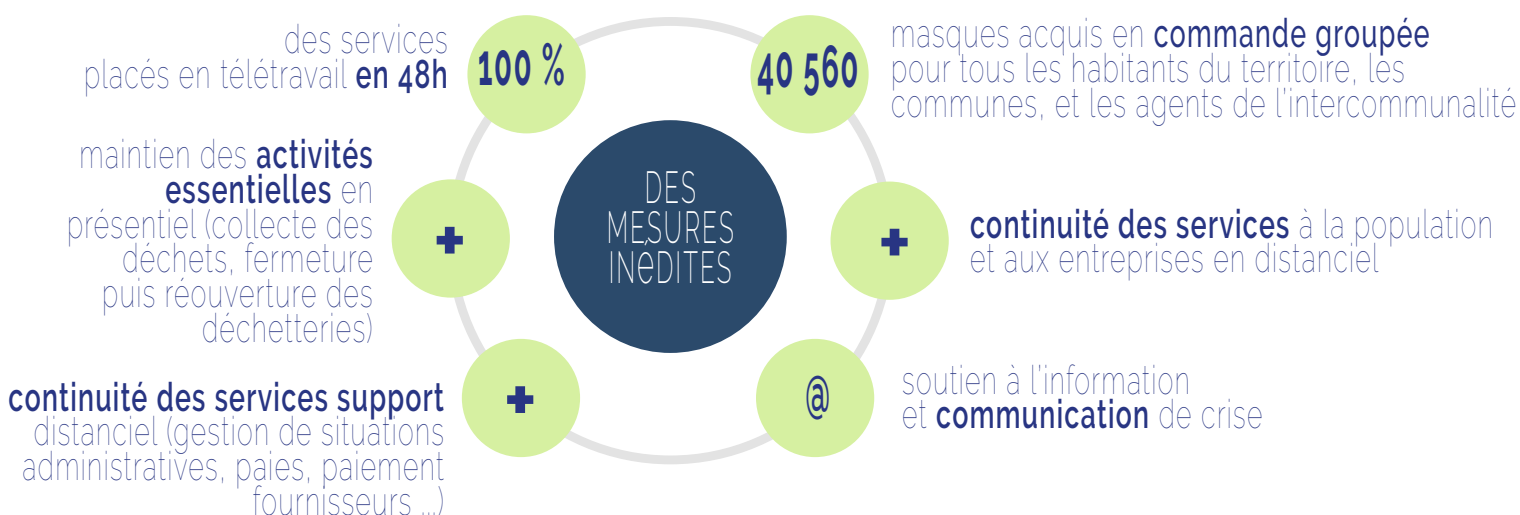 des services
placés en télétravail en 48h
100 %
40 560
masques acquis en commande groupée
pour tous les habitants du territoire, les
communes, et les agents de l'intercommunalité
maintien des activités
essentielles en
présentiel (collecte des
déchets, fermeture
puis réouverture des
déchetteries)
+
DES
MESURES
INéDITES
+
continuité des services à la population
et aux entreprises en distanciel
continuité des services support
distanciel (gestion de situations
administratives, paies, paiement
fournisseurs ...)
+
@
soutien à l'information
et communication de crise